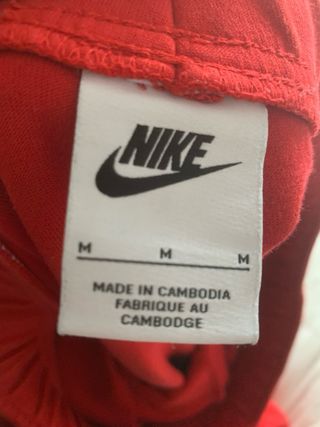 NIKE
M M M
MADE IN CAMBODIA
FABRIQUE AU
CAMBODGE